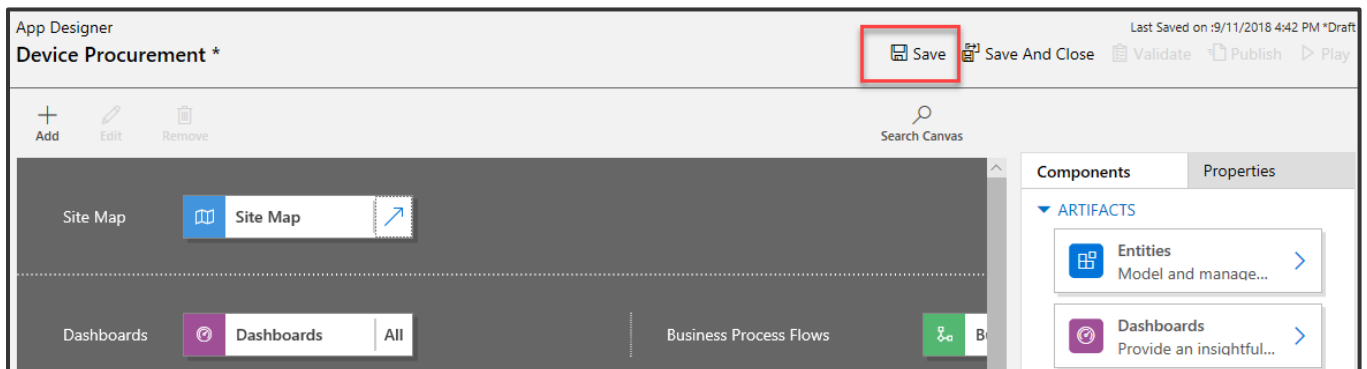 App Designer
Last Saved on :9/11/2018 4:42 PM *Draft
Device Procurement *
Save
Save And Close
Validate
Publish
Play
Add
Edit
Remove
Search Canvas
Components
Properties
Site Map
Site Map
ARTIFACTS
Entities
Model and manage...
Dashboards
Dashboards
All
Business Process Flows
Dashboards
Provide an insightful...